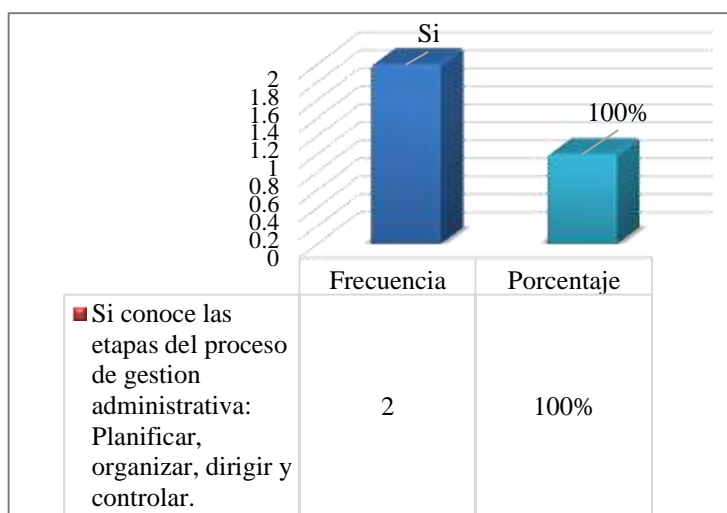 Si
100%
2
1.8
1.6
1.4
1.2
1
0.8
0.6
0.4
0.2
0
Frecuencia Porcentaje
Si conoce las
etapas del proceso
de gestion
administrativa:
Planificar,
organizar, dirigir y
controlar.
2 100%